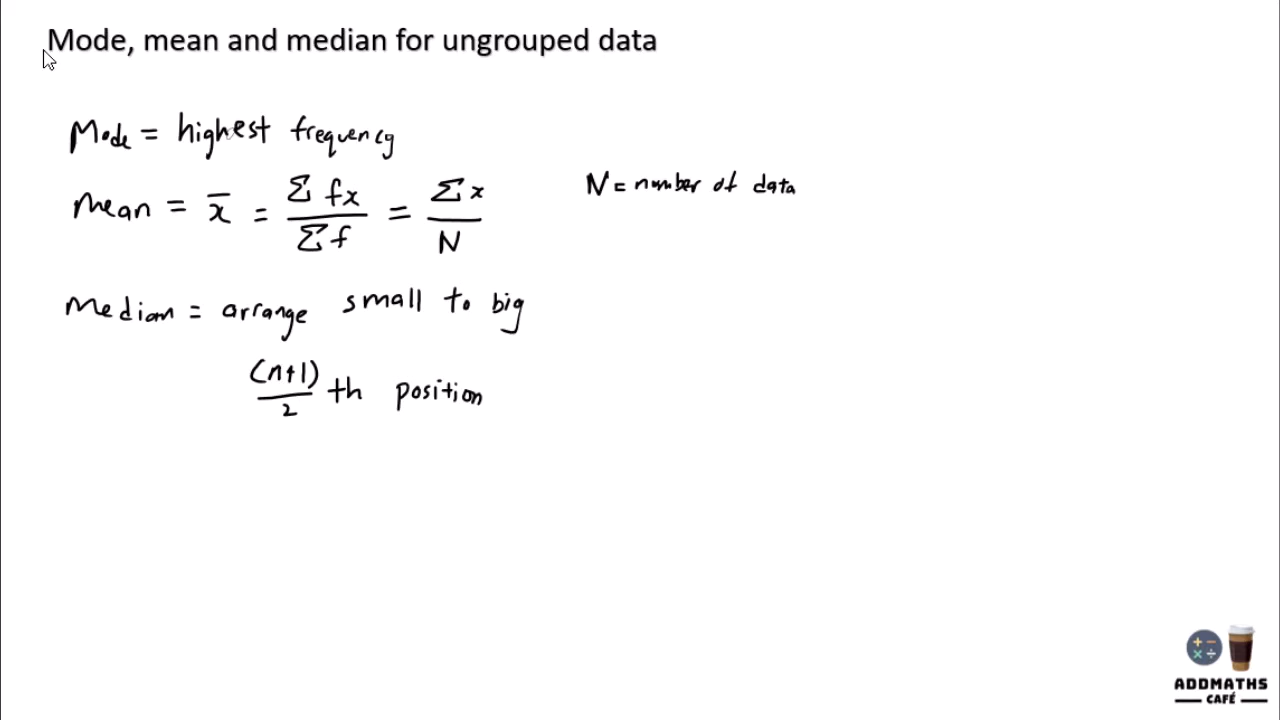 Mode, mean and median for ungrouped data
Mode = highest frequency
mean = x̄ = Σfx / Σf = Σx / N
N = number of data
Median = arrange small to big
(n+1)/2 th position
ADDMATHS
CAFÉ